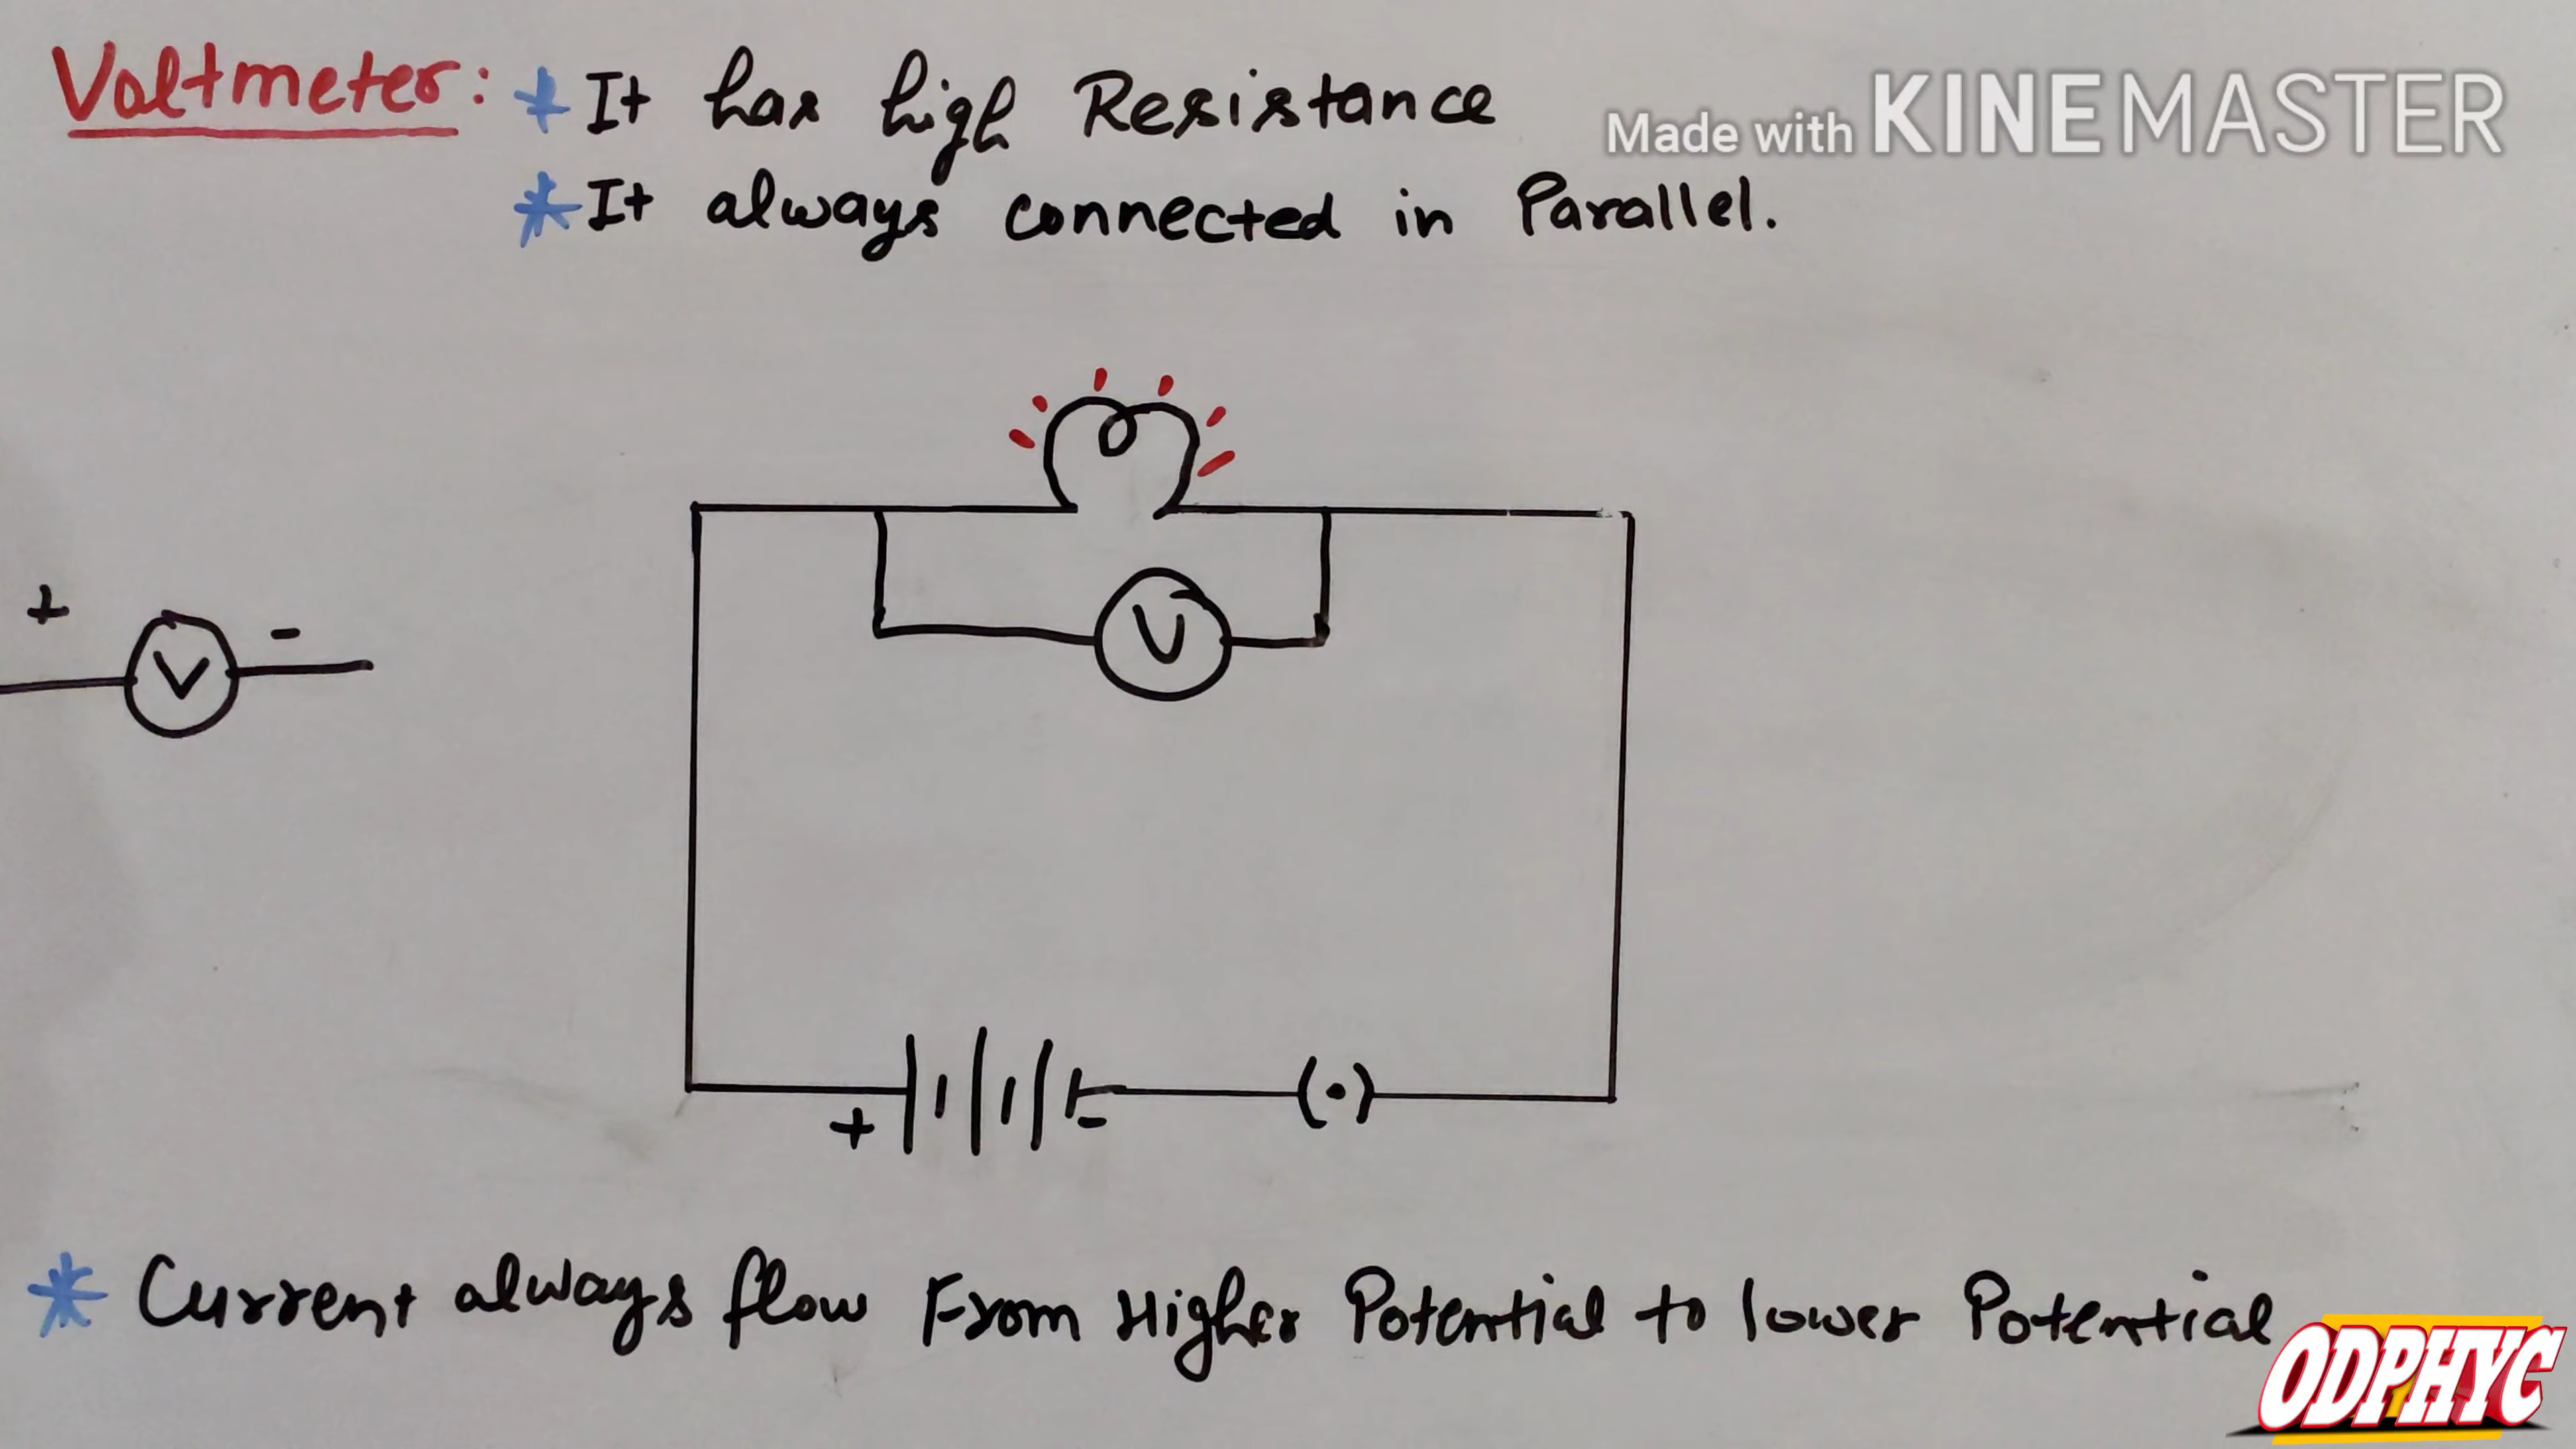 Voltmeter: * It has high Resistance
Made with KINEMASTER
* It always connected in Parallel.
+
-
V
V
+
-
* Current always flow From Higher Potential to lower Potential
ODPHYC